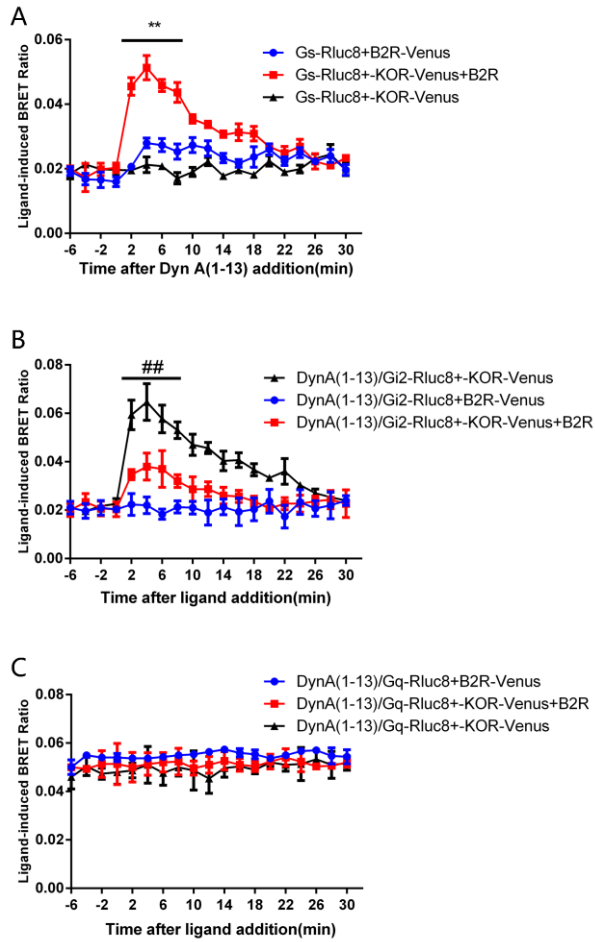 A
**
0.06
0.04
0.02
0.00
Ligand-induced BRET Ratio
Gs-Rluc8+B2R-Venus
Gs-Rluc8+-KOR-Venus+B2R
Gs-Rluc8+-KOR-Venus
-6 -2 2 6 10 14 18 22 26 30
Time after Dyn A(1-13) addition(min)
B
##
0.08
0.06
0.04
0.02
0.00
Ligand-induced BRET Ratio
DynA(1-13)/Gi2-Rluc8+-KOR-Venus
DynA(1-13)/Gi2-Rluc8+B2R-Venus
DynA(1-13)/Gi2-Rluc8+-KOR-Venus+B2R
-6 -2 2 6 10 14 18 22 26 30
Time after ligand addition(min)
C
0.08
0.06
0.04
0.02
0.00
Ligand-induced BRET Ratio
DynA(1-13)/Gq-Rluc8+B2R-Venus
DynA(1-13)/Gq-Rluc8+-KOR-Venus+B2R
DynA(1-13)/Gq-Rluc8+-KOR-Venus
-6 -2 2 6 10 14 18 22 26 30
Time after ligand addition(min)